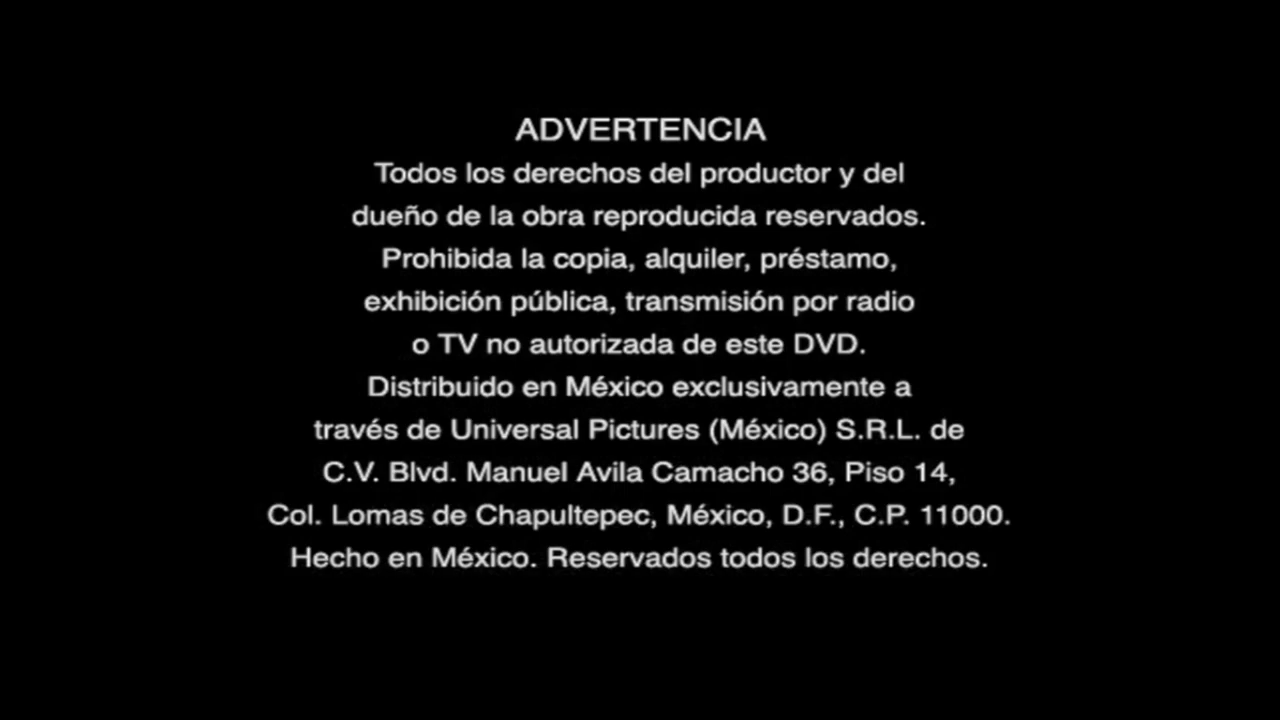 ADVERTENCIA
Todos los derechos del productor y del
dueño de la obra reproducida reservados.
Prohibida la copia, alquiler, préstamo,
exhibición pública, transmisión por radio
o TV no autorizada de este DVD.
Distribuido en México exclusivamente a
través de Universal Pictures (México) S.R.L. de
C.V. Blvd. Manuel Avila Camacho 36, Piso 14,
Col. Lomas de Chapultepec, México, D.F., C.P. 11000.
Hecho en México. Reservados todos los derechos.